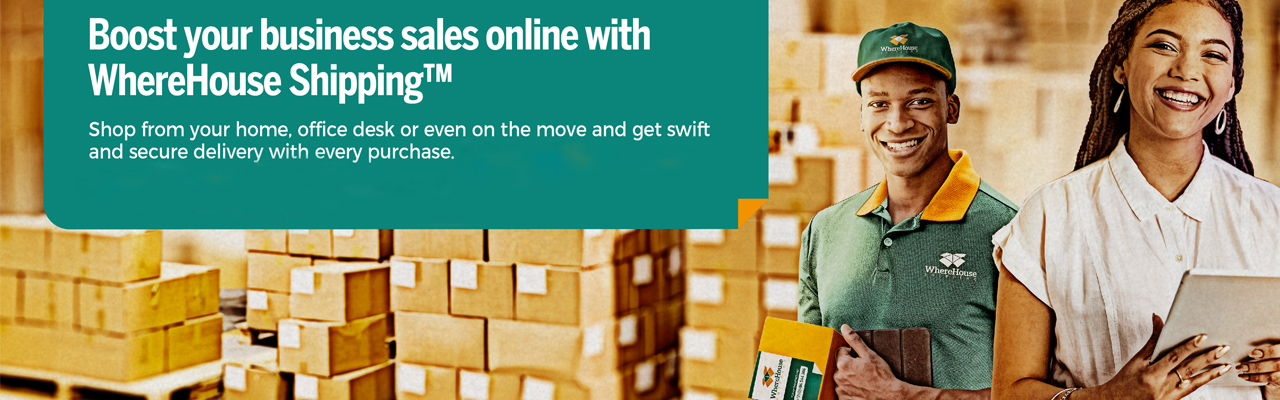 Boost your business sales online with
WhereHouse Shipping™
Shop from your home, office desk or even on the move and get swift
and secure delivery with every purchase.
WhereHouse
WhereHouse
WhereHouse